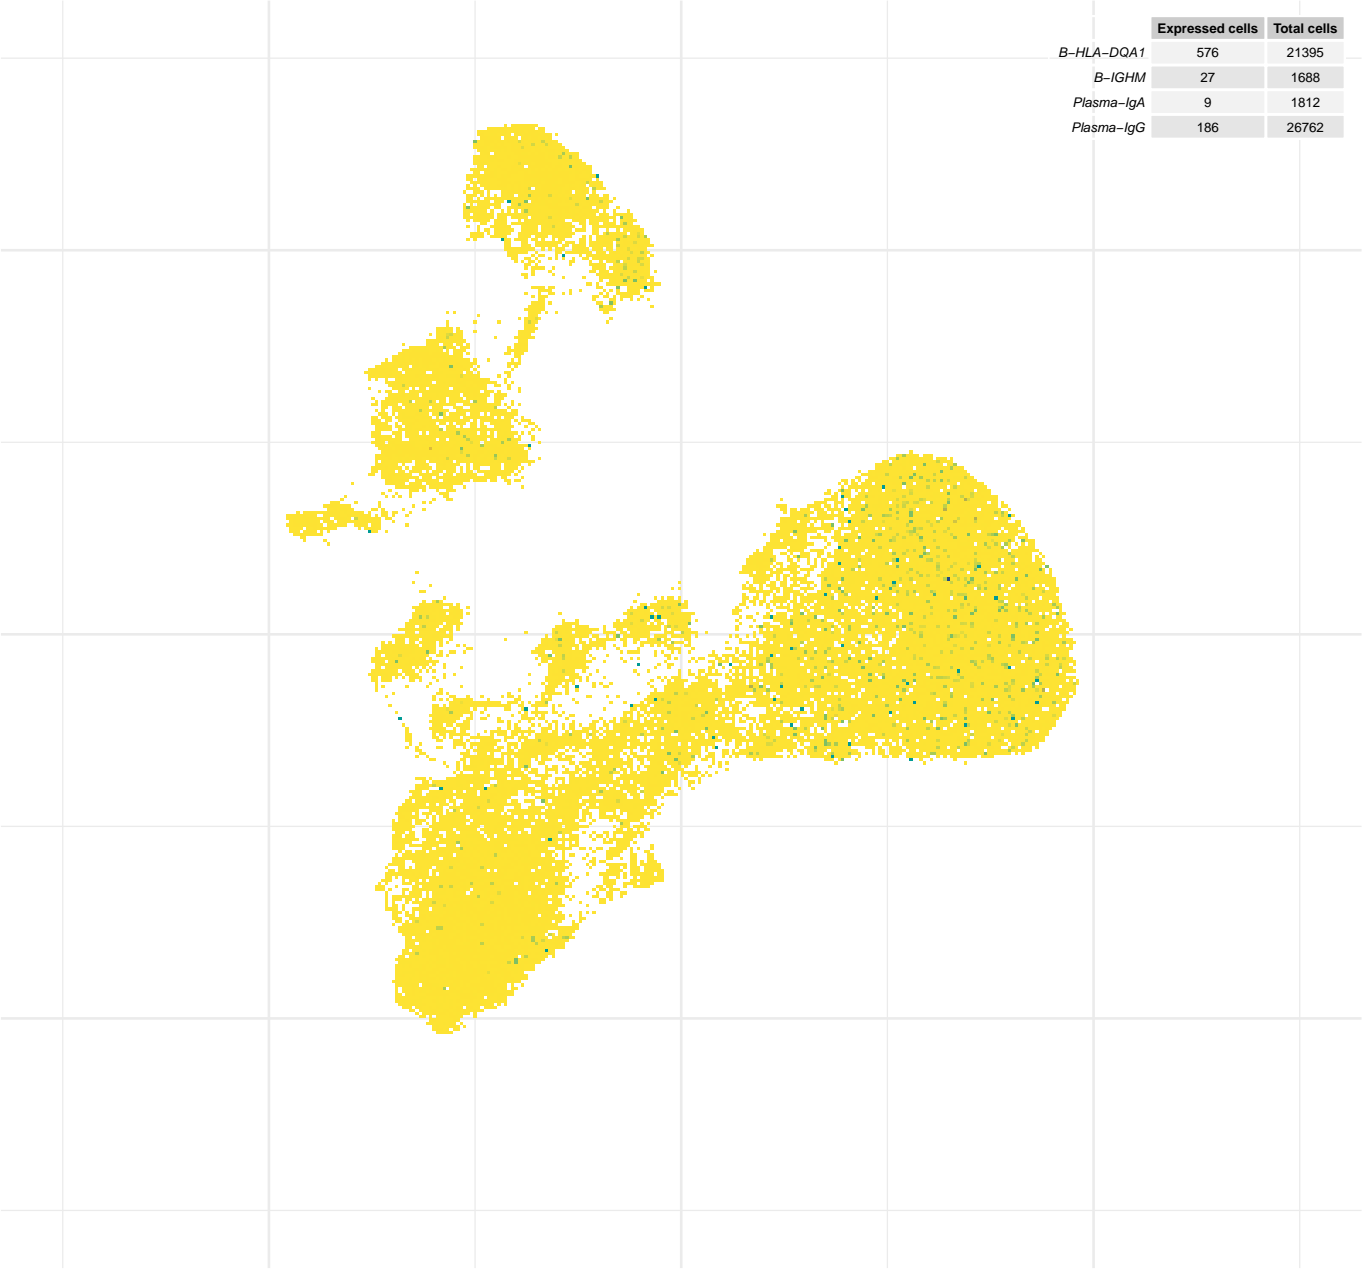 Expressed cells Total cells
B−HLA−DQA1 576 21395
B−IGHM 27 1688
Plasma−IgA 9 1812
Plasma−IgG 186 26762